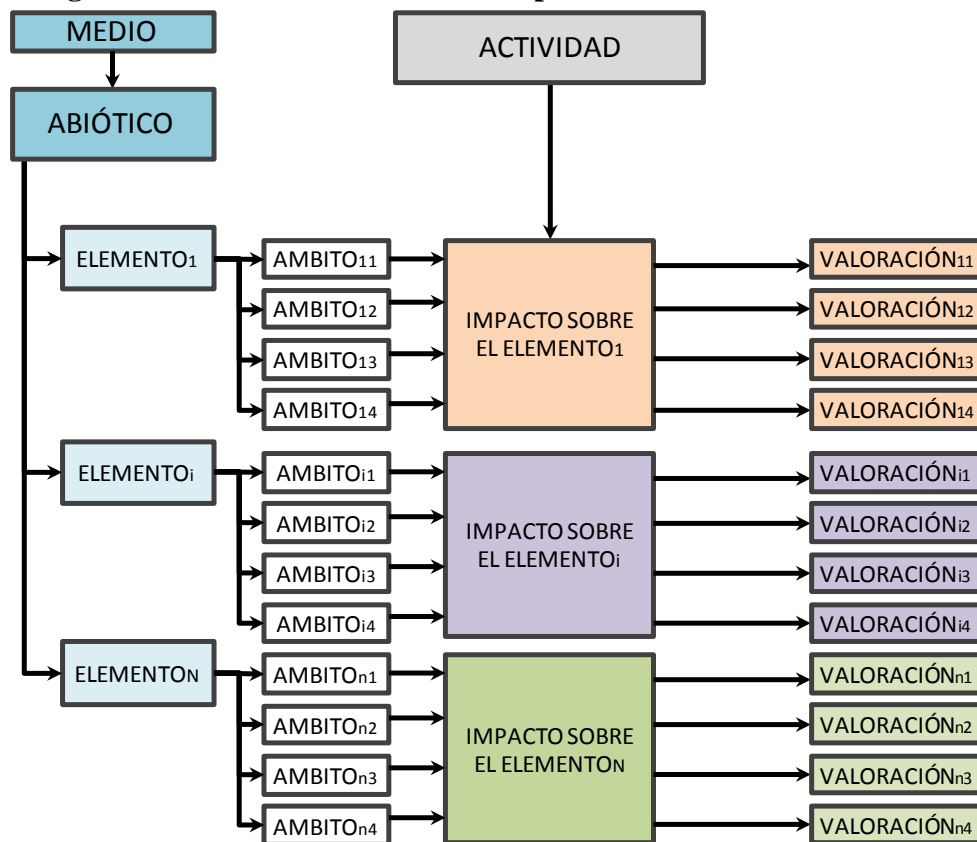 MEDIO
ACTIVIDAD
ABIÓTICO
ELEMENTO1
AMBITO11
AMBITO12
AMBITO13
AMBITO14
IMPACTO SOBRE
EL ELEMENTO1
VALORACIÓN11
VALORACIÓN12
VALORACIÓN13
VALORACIÓN14
ELEMENTOi
AMBITOi1
AMBITOi2
AMBITOi3
AMBITOi4
IMPACTO SOBRE
EL ELEMENTOi
VALORACIÓNi1
VALORACIÓNi2
VALORACIÓNi3
VALORACIÓNi4
ELEMENTON
AMBITOn1
AMBITOn2
AMBITOn3
AMBITOn4
IMPACTO SOBRE
EL ELEMENTON
VALORACIÓNn1
VALORACIÓNn2
VALORACIÓNn3
VALORACIÓNn4